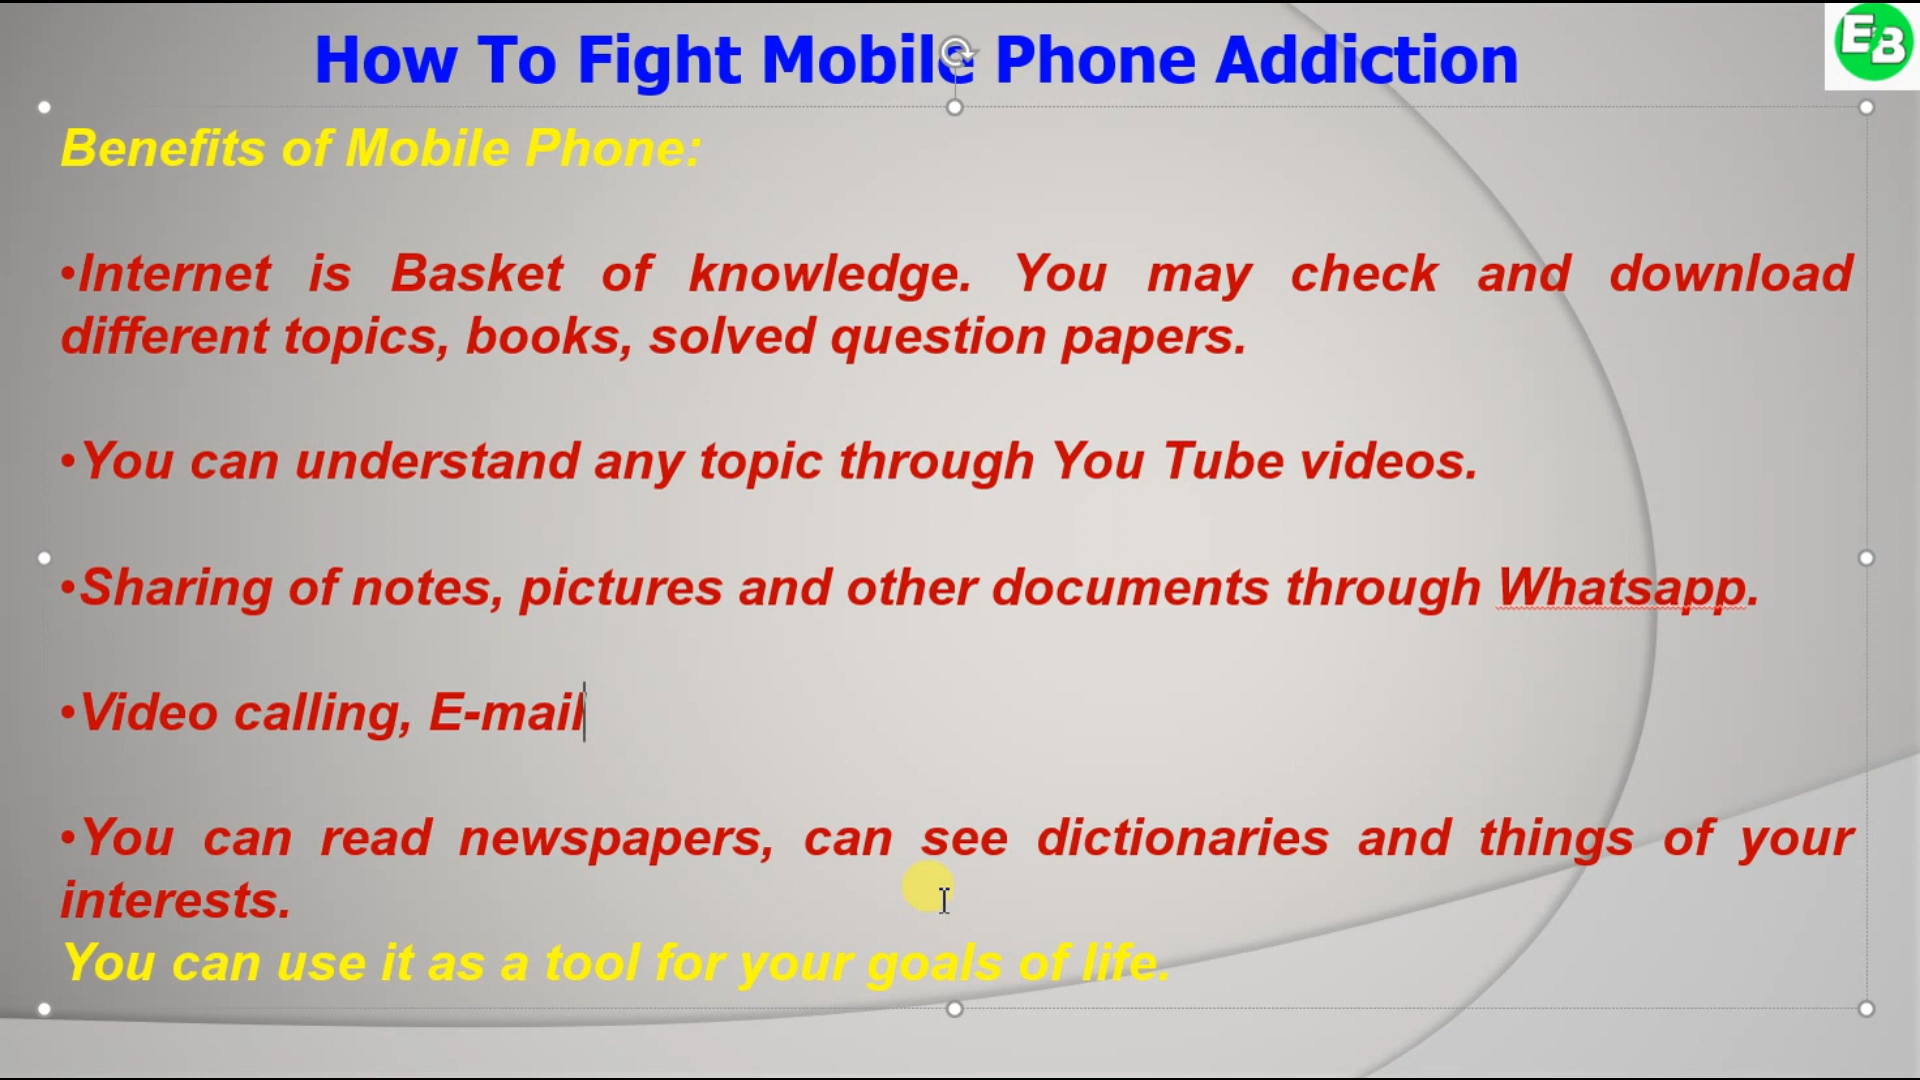 How To Fight Mobile Phone Addiction
EB
Benefits of Mobile Phone:
•Internet is Basket of knowledge. You may check and download
different topics, books, solved question papers.
•You can understand any topic through You Tube videos.
•Sharing of notes, pictures and other documents through Whatsapp.
•Video calling, E-mail
•You can read newspapers, can see dictionaries and things of your
interests.
You can use it as a tool for your goals of life.